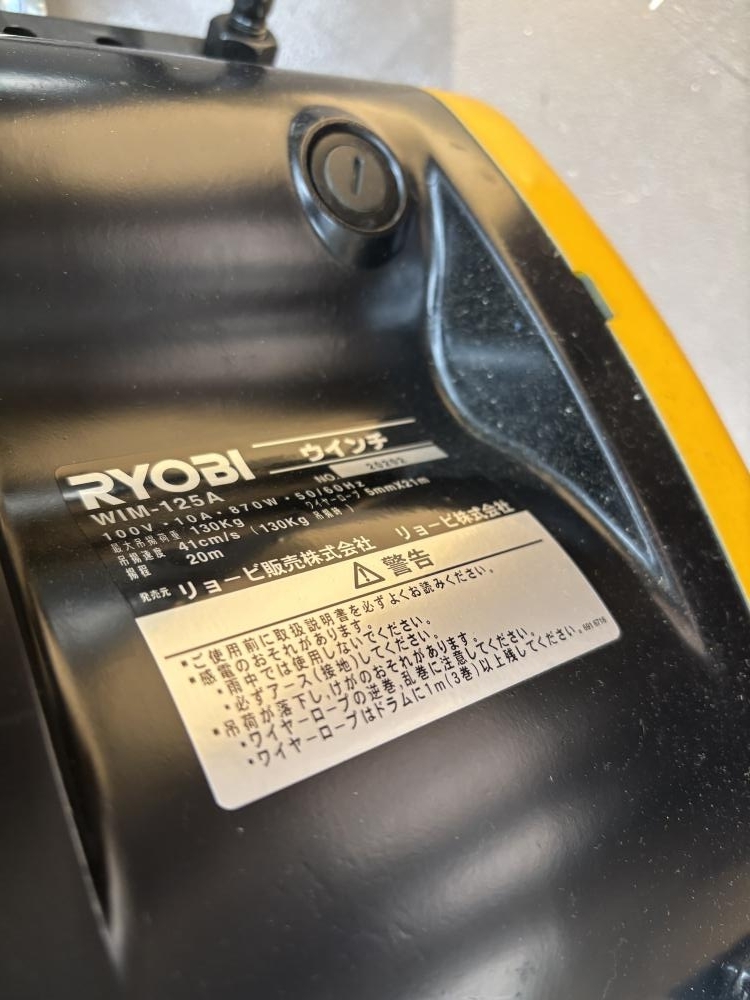 RYOBI ウインチ
WIM-125A NO. 26202
100V・10A・870W・50/60Hz
最大吊揚荷重 130Kg ワイヤーロープ 5mmX21m
吊揚速度 41cm/s (130Kg 吊具時)
揚程 20m
発売元 リョービ販売株式会社 リョービ株式会社
⚠警告
・ご使用前に取扱説明書を必ずよくお読みください。
・感電のおそれがあります。
・雨中では使用しないでください。
・必ずアース(接地)してください。
・吊荷が落下し、けがのおそれがあります。
・ワイヤーロープの逆巻、乱巻に注意してください。
・ワイヤーロープはドラムに1m(3巻)以上残してください。
6916716